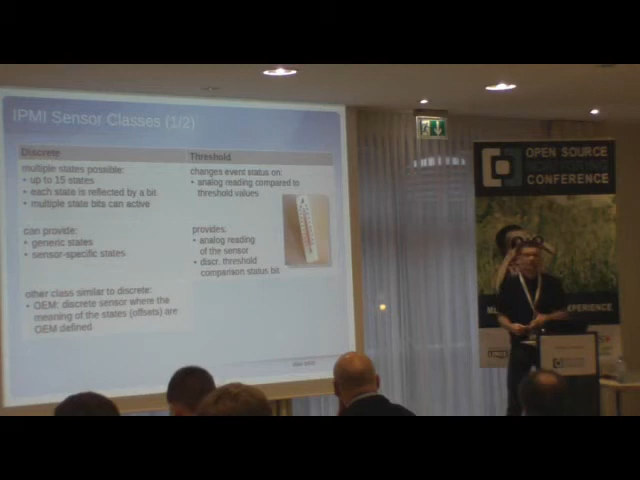 IPMI Sensor Classes (1/2)
Discrete
multiple states possible:
• up to 15 states
• each state is reflected by a bit
• multiple state bits can active
can provide:
• generic states
• sensor-specific states
other class similar to discrete:
• OEM: discrete sensor where the
meaning of the states (offsets) are
OEM defined
Threshold
changes event status on:
• analog reading compared to
threshold values
provides:
• analog reading
of the sensor
• discr. threshold
comparison status bit
OPEN SOURCE
CONFERENCE